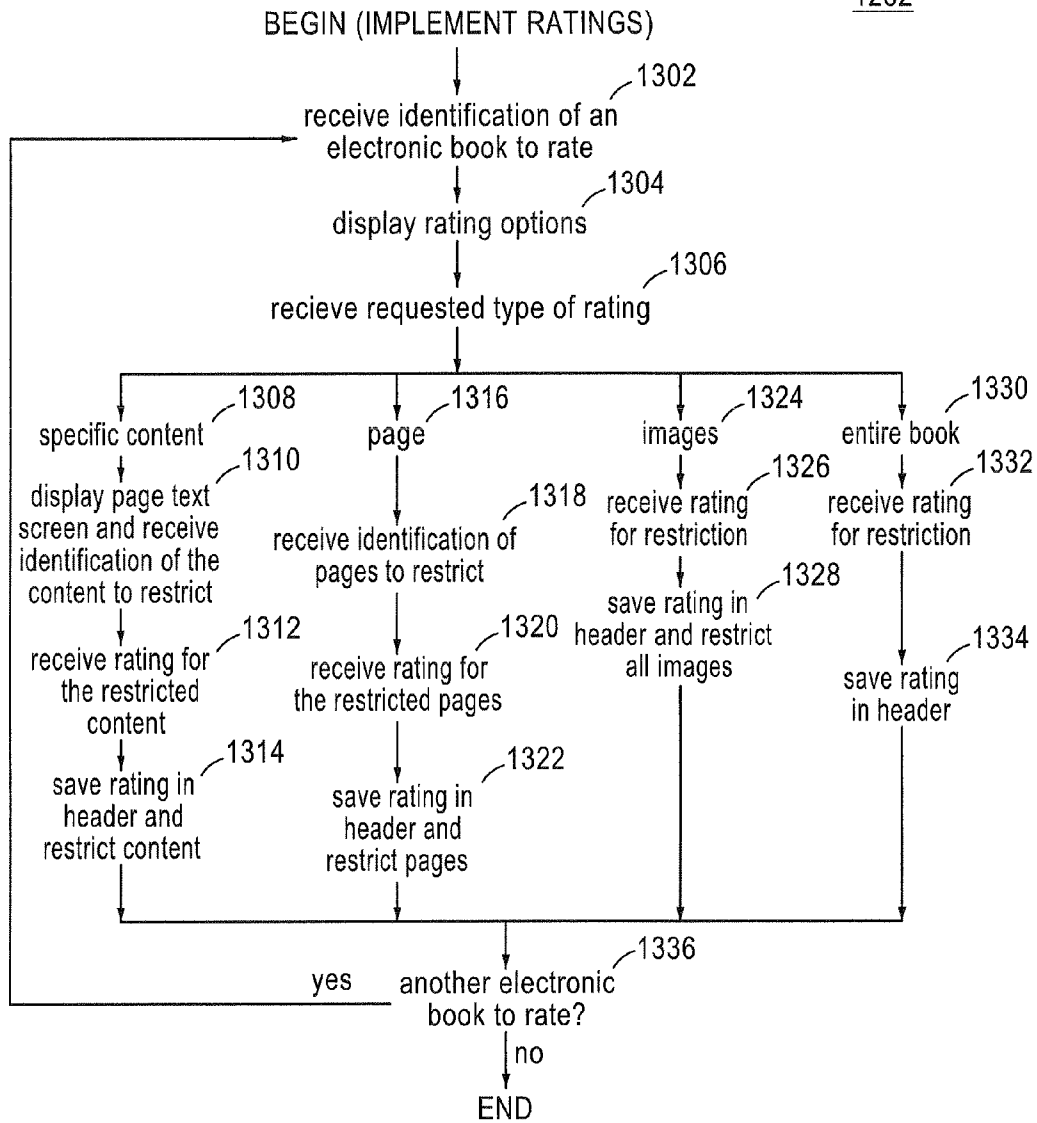 BEGIN (IMPLEMENT RATINGS)
1302
receive identification of an
electronic book to rate
1304
display rating options
1306
recieve requested type of rating
1308
specific content
1310
display page text
screen and receive
identification of the
content to restrict
1312
receive rating for
the restricted
content
1314
save rating in
header and
restrict content
1316
page
1318
receive identification of
pages to restrict
1320
receive rating for
the restricted pages
1322
save rating in
header and
restrict pages
1324
images
1326
receive rating
for restriction
1328
save rating in
header and restrict
all images
1330
entire book
1332
receive rating
for restriction
1334
save rating
in header
1336
another electronic
book to rate?
yes
no
END